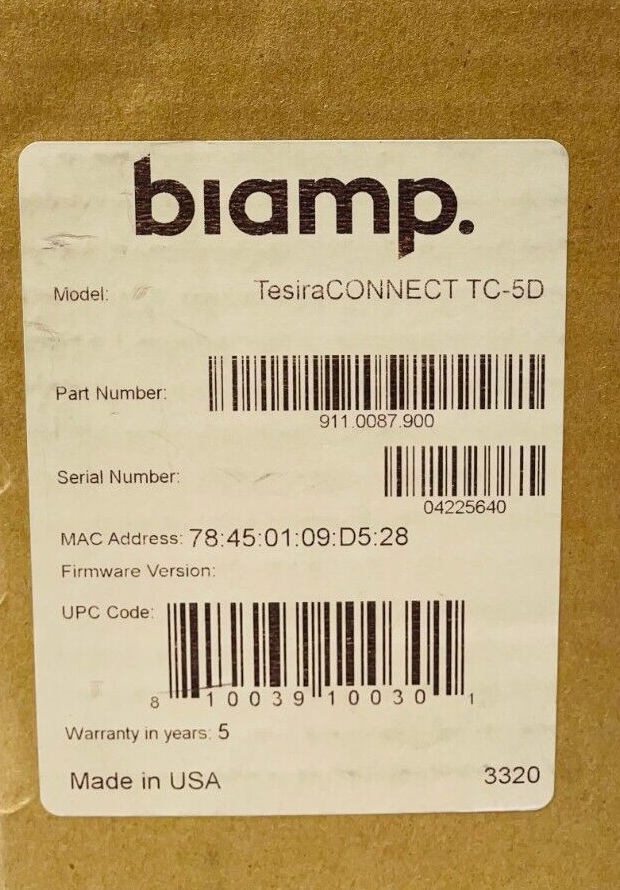 biamp.
Model: TesiraCONNECT TC-5D
Part Number:
911.0087.900
Serial Number:
04225640
MAC Address: 78:45:01:09:D5:28
Firmware Version:
UPC Code:
8 10039 10030 1
Warranty in years: 5
Made in USA 3320